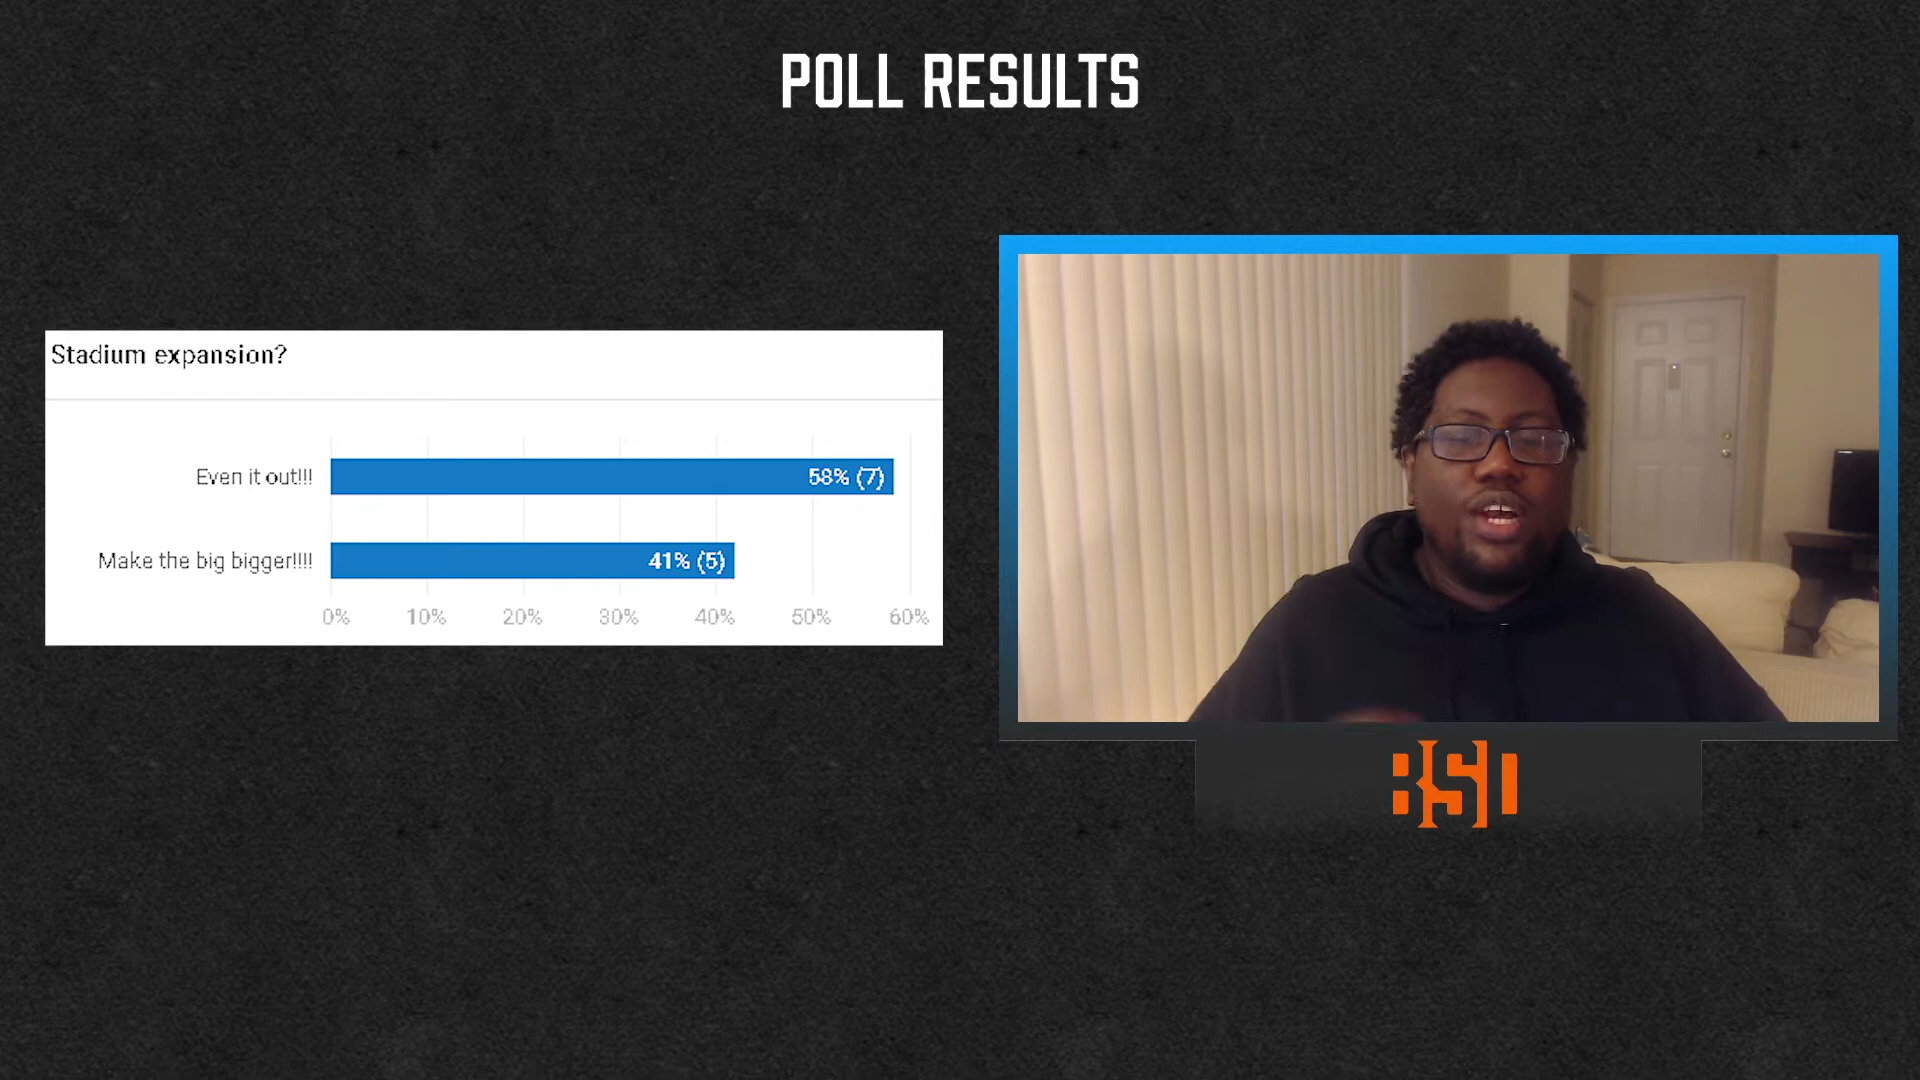 POLL RESULTS
Stadium expansion?
Even it out!!! 58% (7)
Make the big bigger!!!! 41% (5)
0% 10% 20% 30% 40% 50% 60%
BSD